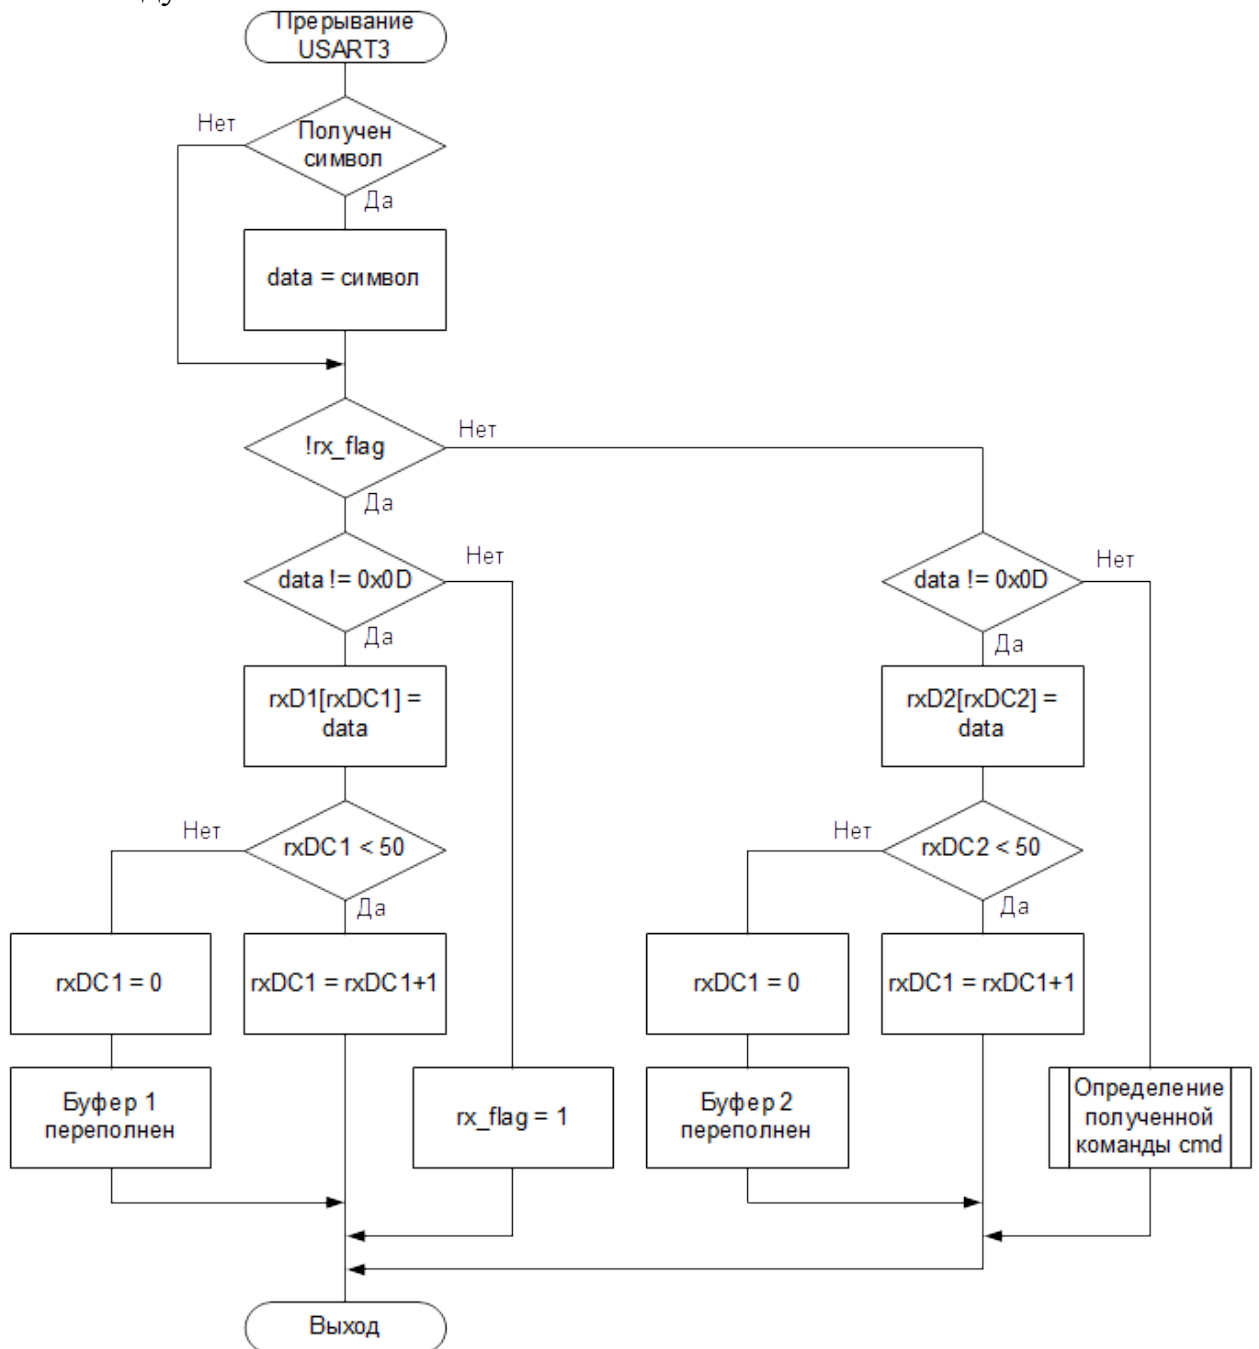 Прерывание
USART3
Нет
Получен
символ
Да
data = символ
!rx_flag
Нет
Да
data != 0x0D
Нет
Да
rxD1[rxDC1] =
data
Нет
rxDC1 < 50
Да
rxDC1 = 0
rxDC1 = rxDC1+1
Буфер 1
переполнен
rx_flag = 1
data != 0x0D
Нет
Да
rxD2[rxDC2] =
data
Нет
rxDC2 < 50
Да
rxDC1 = 0
rxDC1 = rxDC1+1
Буфер 2
переполнен
Определение
полученной
команды cmd
Выход